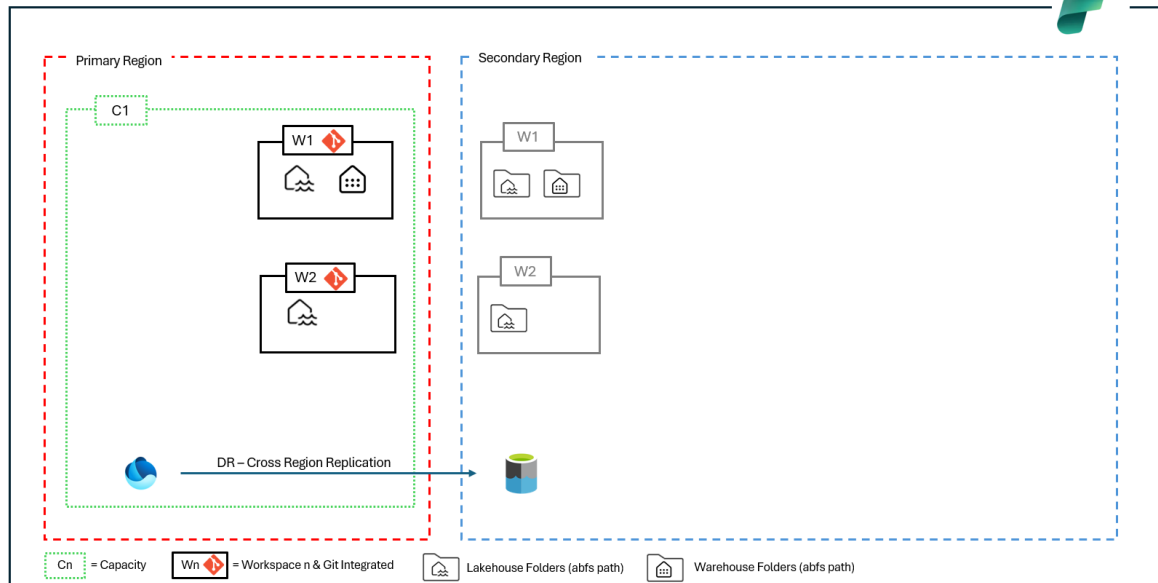 Primary Region
Secondary Region
C1
W1
W1
W2
W2
DR – Cross Region Replication
Cn = Capacity
Wn = Workspace n & Git Integrated
Lakehouse Folders (abfs path)
Warehouse Folders (abfs path)